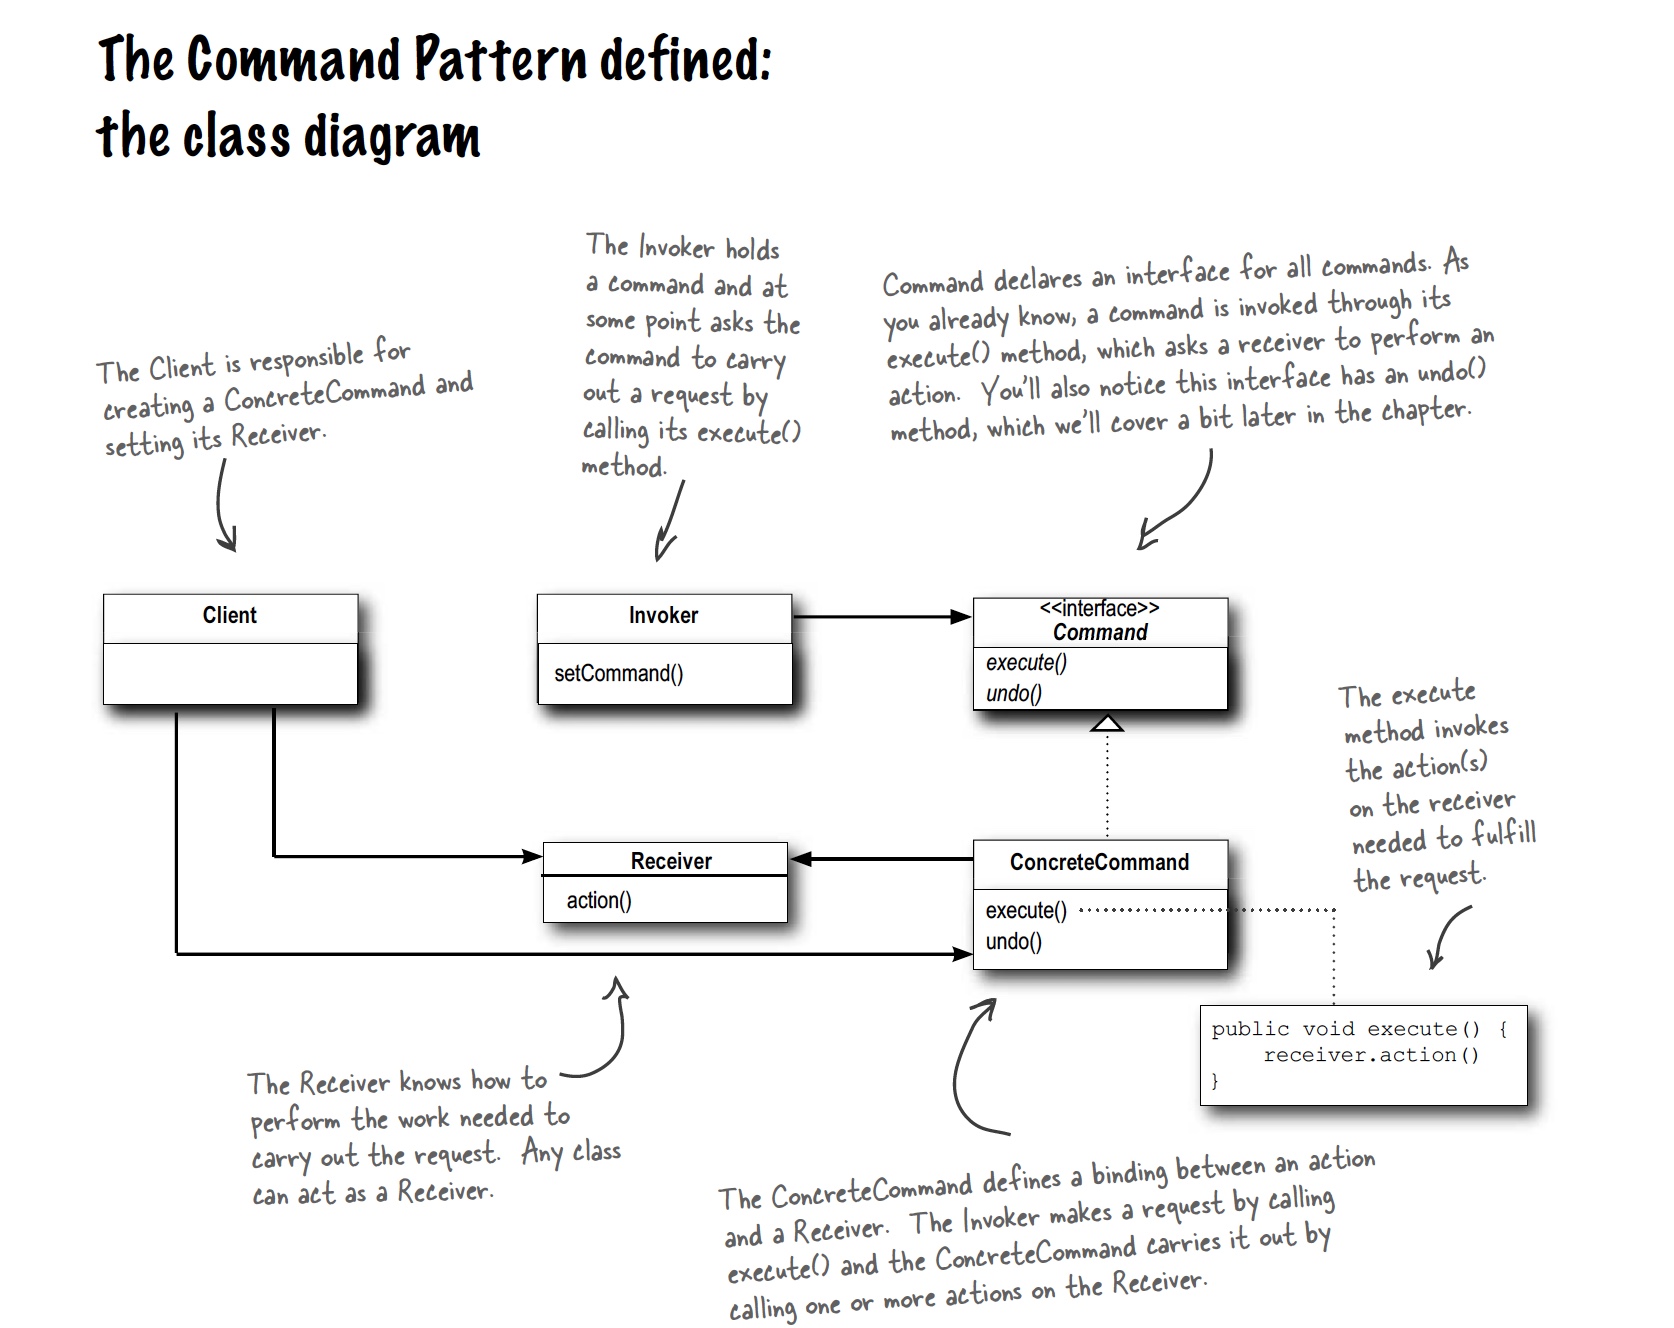 The Command Pattern defined:
the class diagram
The Client is responsible for
creating a ConcreteCommand and
setting its Receiver.
The Invoker holds
a command and at
some point asks the
command to carry
out a request by
calling its execute()
method.
Command declares an interface for all commands. As
you already know, a command is invoked through its
execute() method, which asks a receiver to perform an
action. You'll also notice this interface has an undo()
method, which we'll cover a bit later in the chapter.
Client
Invoker
setCommand()
<<interface>>
Command
execute()
undo()
The execute
method invokes
the action(s)
on the receiver
needed to fulfill
the request.
Receiver
action()
ConcreteCommand
execute()
undo()
public void execute() {
receiver.action()
}
The Receiver knows how to
perform the work needed to
carry out the request. Any class
can act as a Receiver.
The ConcreteCommand defines a binding between an action
and a Receiver. The Invoker makes a request by calling
execute() and the ConcreteCommand carries it out by
calling one or more actions on the Receiver.